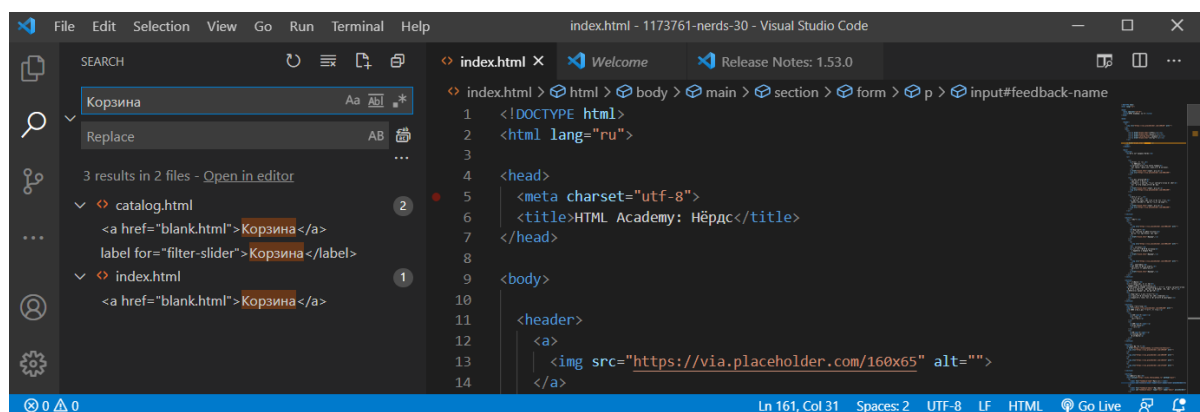 File Edit Selection View Go Run Terminal Help index.html - 1173761-nerds-30 - Visual Studio Code
SEARCH
Корзина Aa Abl .*
Replace AB
...
3 results in 2 files - Open in editor
catalog.html 2
<a href="blank.html">Корзина</a>
label for="filter-slider">Корзина</label>
index.html 1
<a href="blank.html">Корзина</a>
index.html Welcome Release Notes: 1.53.0
index.html > html > body > main > section > form > p > input#feedback-name
1 <!DOCTYPE html>
2 <html lang="ru">
3
4 <head>
5 <meta charset="utf-8">
6 <title>HTML Academy: Нёрдс</title>
7 </head>
8
9 <body>
10
11 <header>
12 <a>
13 <img src="https://via.placeholder.com/160x65" alt="">
14 </a>
0 0 Ln 161, Col 31 Spaces: 2 UTF-8 LF HTML Go Live